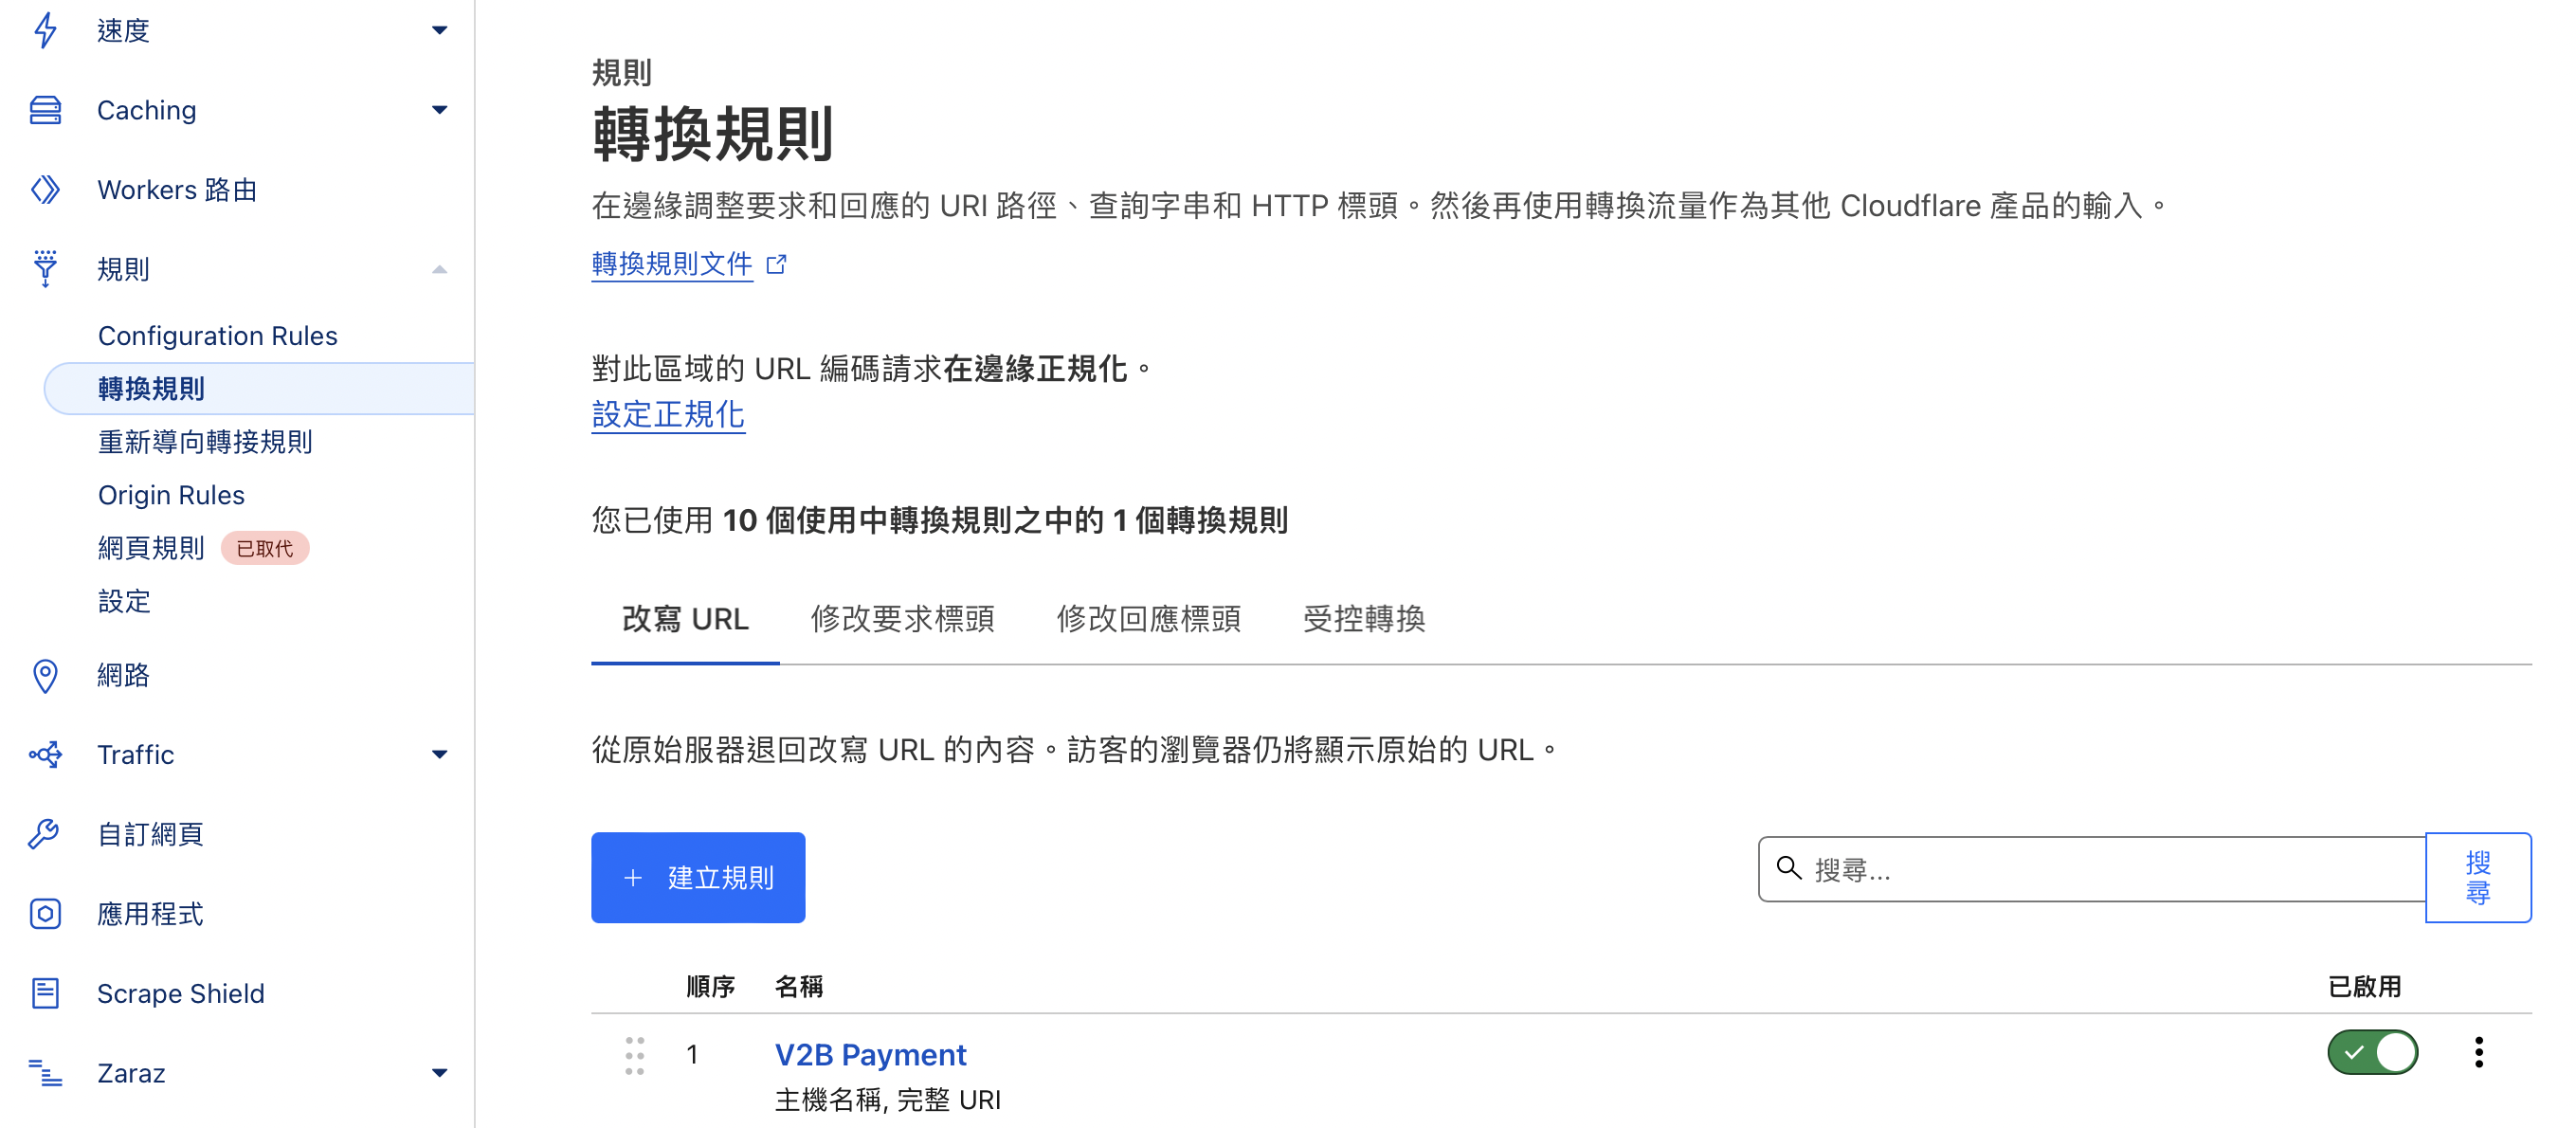 速度
Caching
Workers 路由
規則
Configuration Rules
轉換規則
重新導向轉接規則
Origin Rules
網頁規則 已取代
設定
網路
Traffic
自訂網頁
應用程式
Scrape Shield
Zaraz
規則
轉換規則
在邊緣調整要求和回應的 URI 路徑、查詢字串和 HTTP 標頭。然後再使用轉換流量作為其他 Cloudflare 產品的輸入。
轉換規則文件
對此區域的 URL 編碼請求在邊緣正規化。
設定正規化
您已使用 10 個使用中轉換規則之中的 1 個轉換規則
改寫 URL 修改要求標頭 修改回應標頭 受控轉換
從原始服器退回改寫 URL 的內容。訪客的瀏覽器仍將顯示原始的 URL。
+ 建立規則
搜尋...
搜
尋
順序 名稱 已啟用
1 V2B Payment
主機名稱, 完整 URI